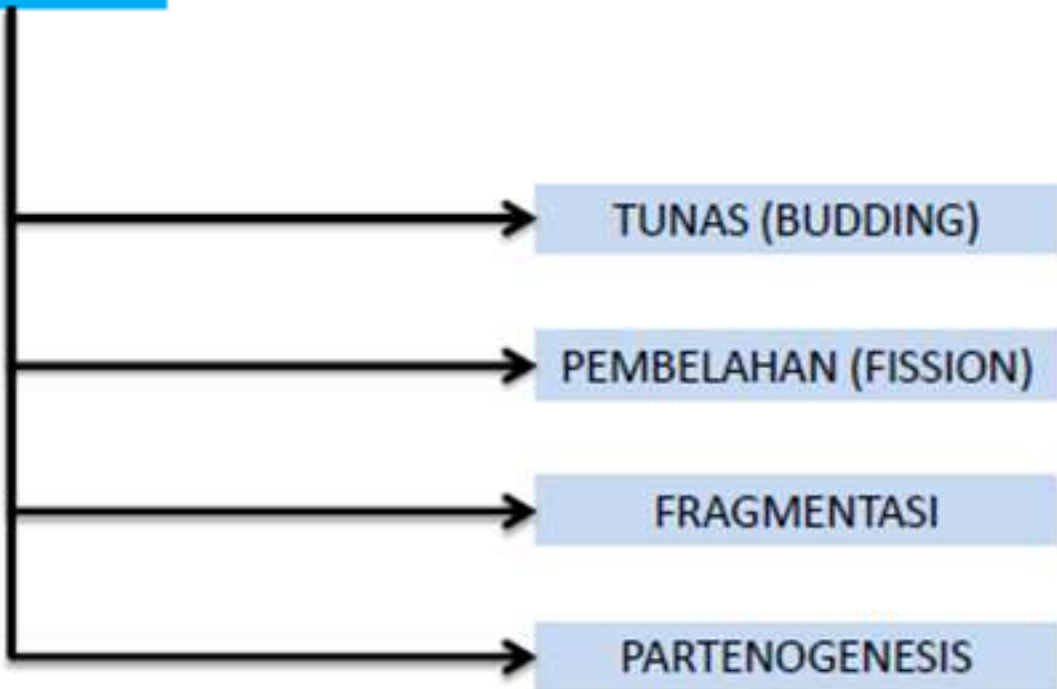 TUNAS (BUDDING)
PEMBELAHAN (FISSION)
FRAGMENTASI
PARTENOGENESIS